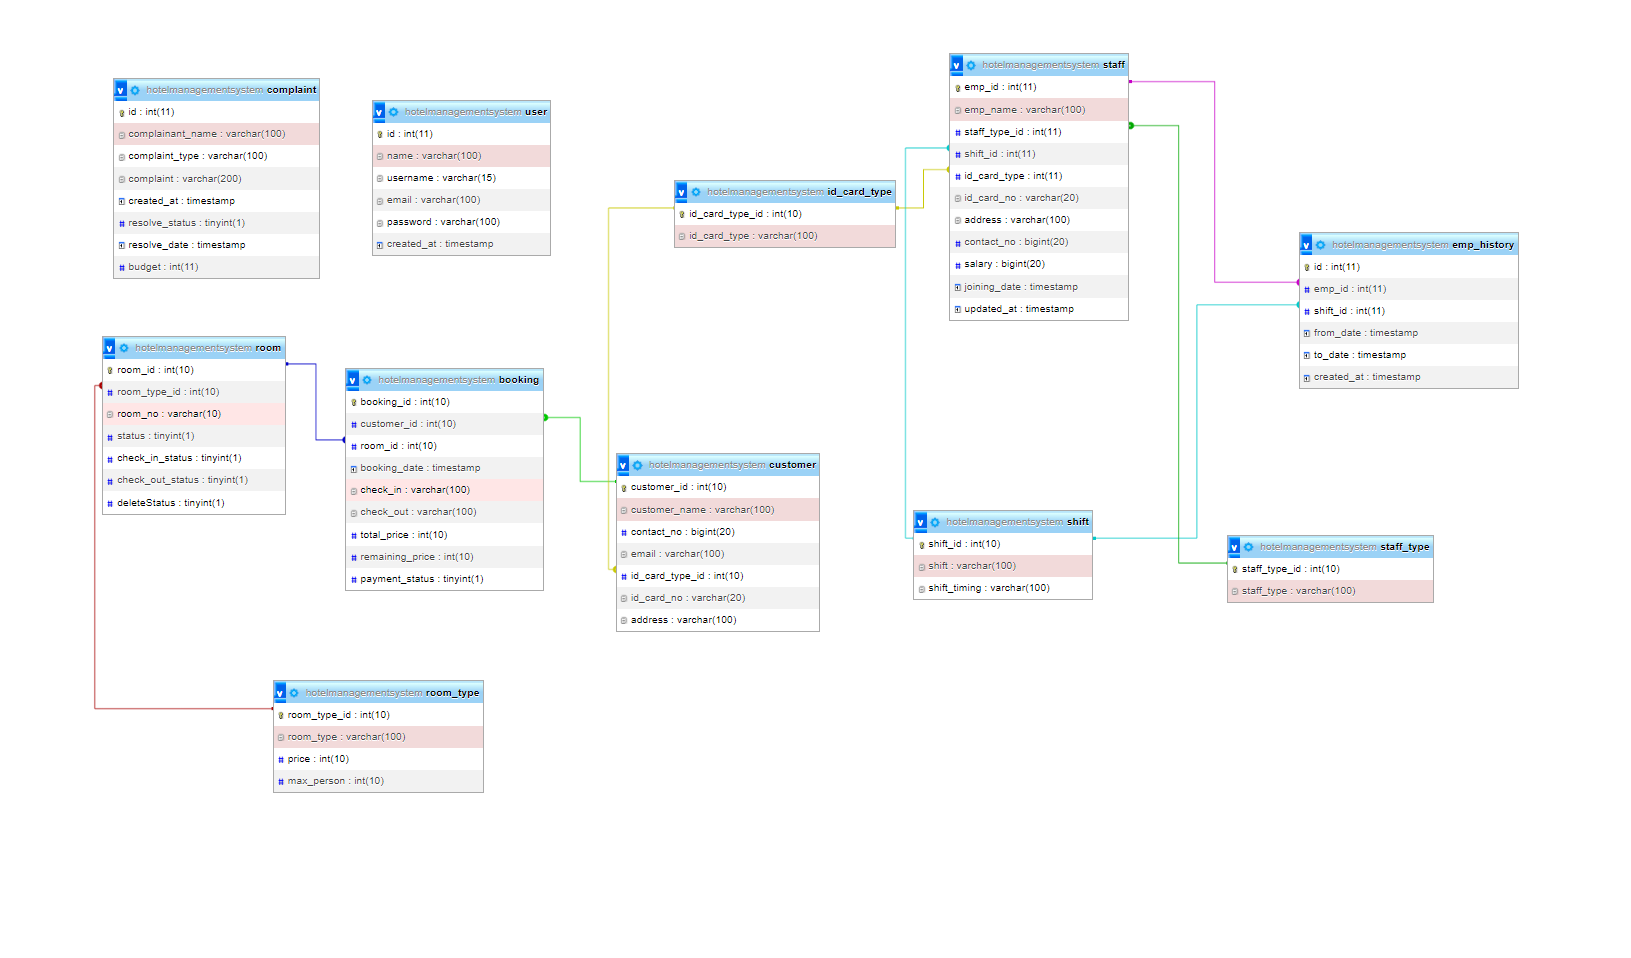 hotelmanagementsystem complaint
id : int(11)
complainant_name : varchar(100)
complaint_type : varchar(100)
complaint : varchar(200)
created_at : timestamp
resolve_status : tinyint(1)
resolve_date : timestamp
budget : int(11)
hotelmanagementsystem user
id : int(11)
name : varchar(100)
username : varchar(15)
email : varchar(100)
password : varchar(100)
created_at : timestamp
hotelmanagementsystem id_card_type
id_card_type_id : int(10)
id_card_type : varchar(100)
hotelmanagementsystem staff
emp_id : int(11)
emp_name : varchar(100)
staff_type_id : int(11)
shift_id : int(11)
id_card_type : int(11)
id_card_no : varchar(20)
address : varchar(100)
contact_no : bigint(20)
salary : bigint(20)
joining_date : timestamp
updated_at : timestamp
hotelmanagementsystem emp_history
id : int(11)
emp_id : int(11)
shift_id : int(11)
from_date : timestamp
to_date : timestamp
created_at : timestamp
hotelmanagementsystem room
room_id : int(10)
room_type_id : int(10)
room_no : varchar(10)
status : tinyint(1)
check_in_status : tinyint(1)
check_out_status : tinyint(1)
deleteStatus : tinyint(1)
hotelmanagementsystem booking
booking_id : int(10)
customer_id : int(10)
room_id : int(10)
booking_date : timestamp
check_in : varchar(100)
check_out : varchar(100)
total_price : int(10)
remaining_price : int(10)
payment_status : tinyint(1)
hotelmanagementsystem customer
customer_id : int(10)
customer_name : varchar(100)
contact_no : bigint(20)
email : varchar(100)
id_card_type_id : int(10)
id_card_no : varchar(20)
address : varchar(100)
hotelmanagementsystem shift
shift_id : int(10)
shift : varchar(100)
shift_timing : varchar(100)
hotelmanagementsystem staff_type
staff_type_id : int(10)
staff_type : varchar(100)
hotelmanagementsystem room_type
room_type_id : int(10)
room_type : varchar(100)
price : int(10)
max_person : int(10)